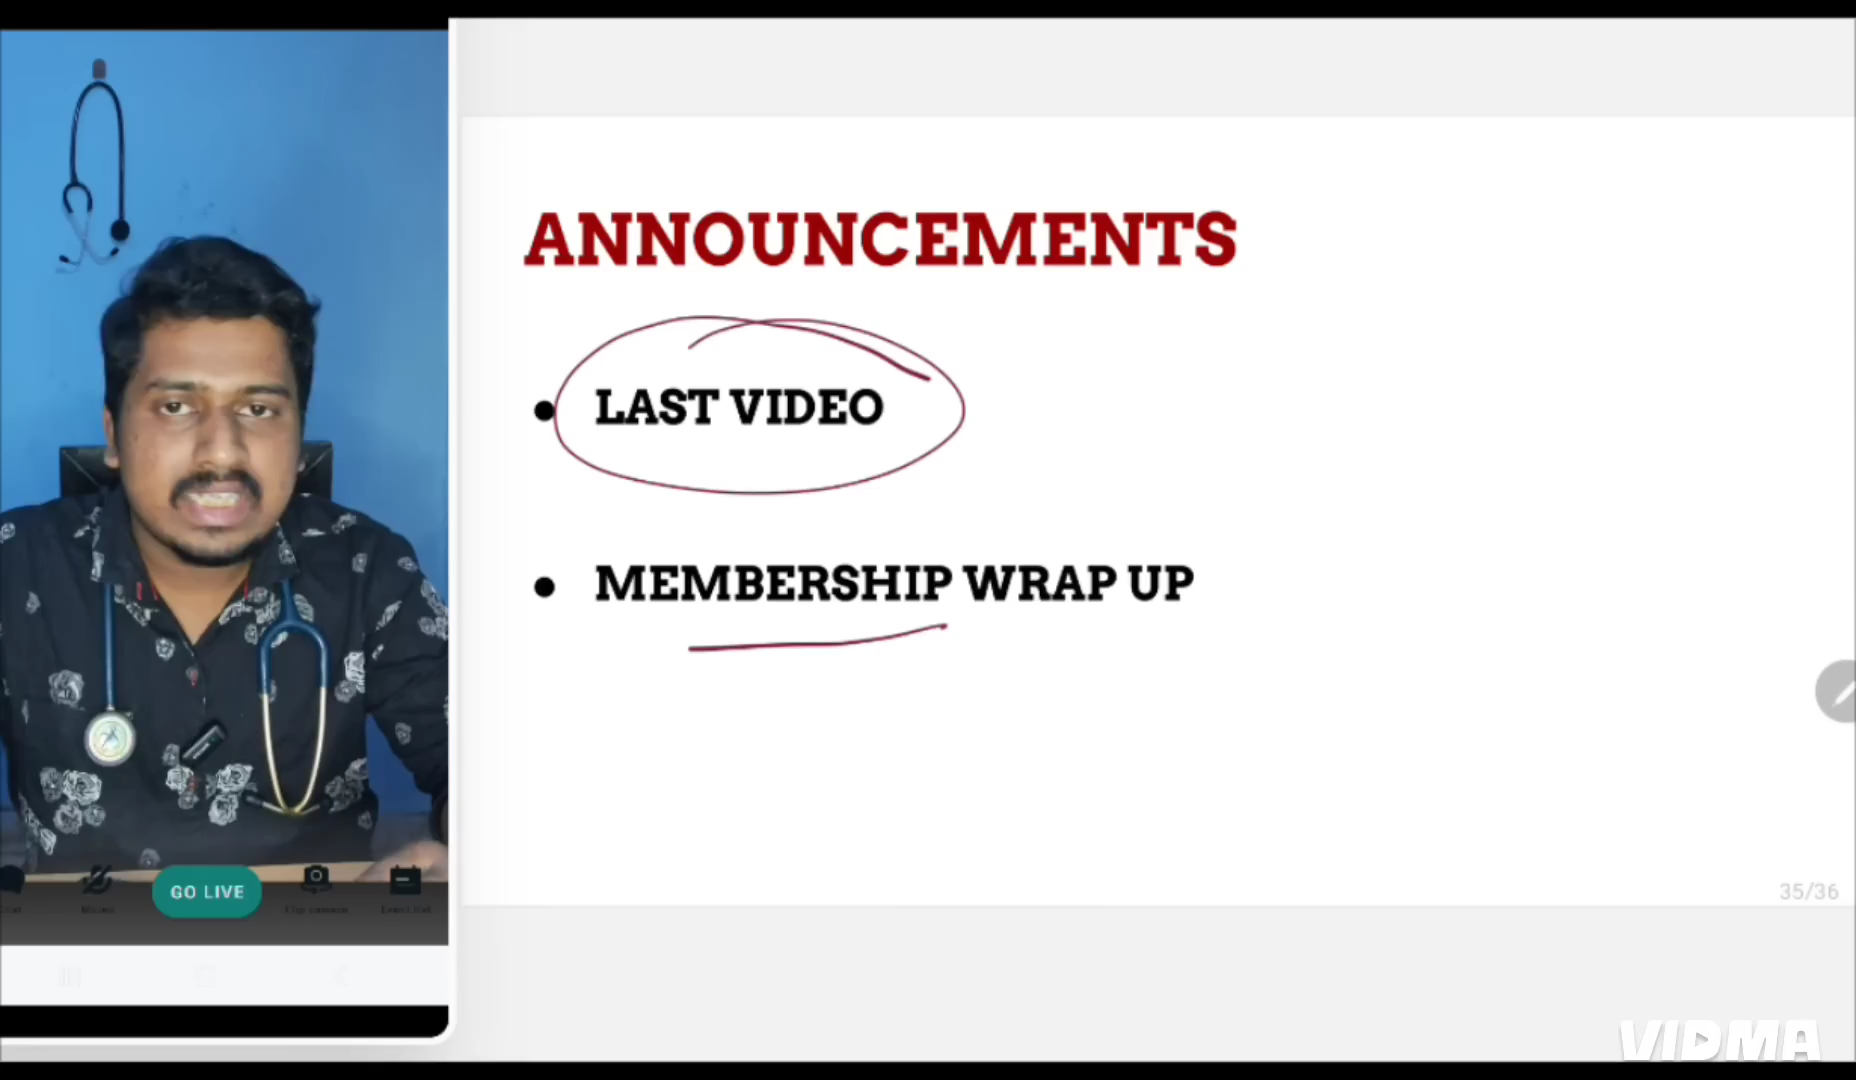 ANNOUNCEMENTS
• LAST VIDEO
• MEMBERSHIP WRAP UP
GO LIVE
35/36
VIDMA